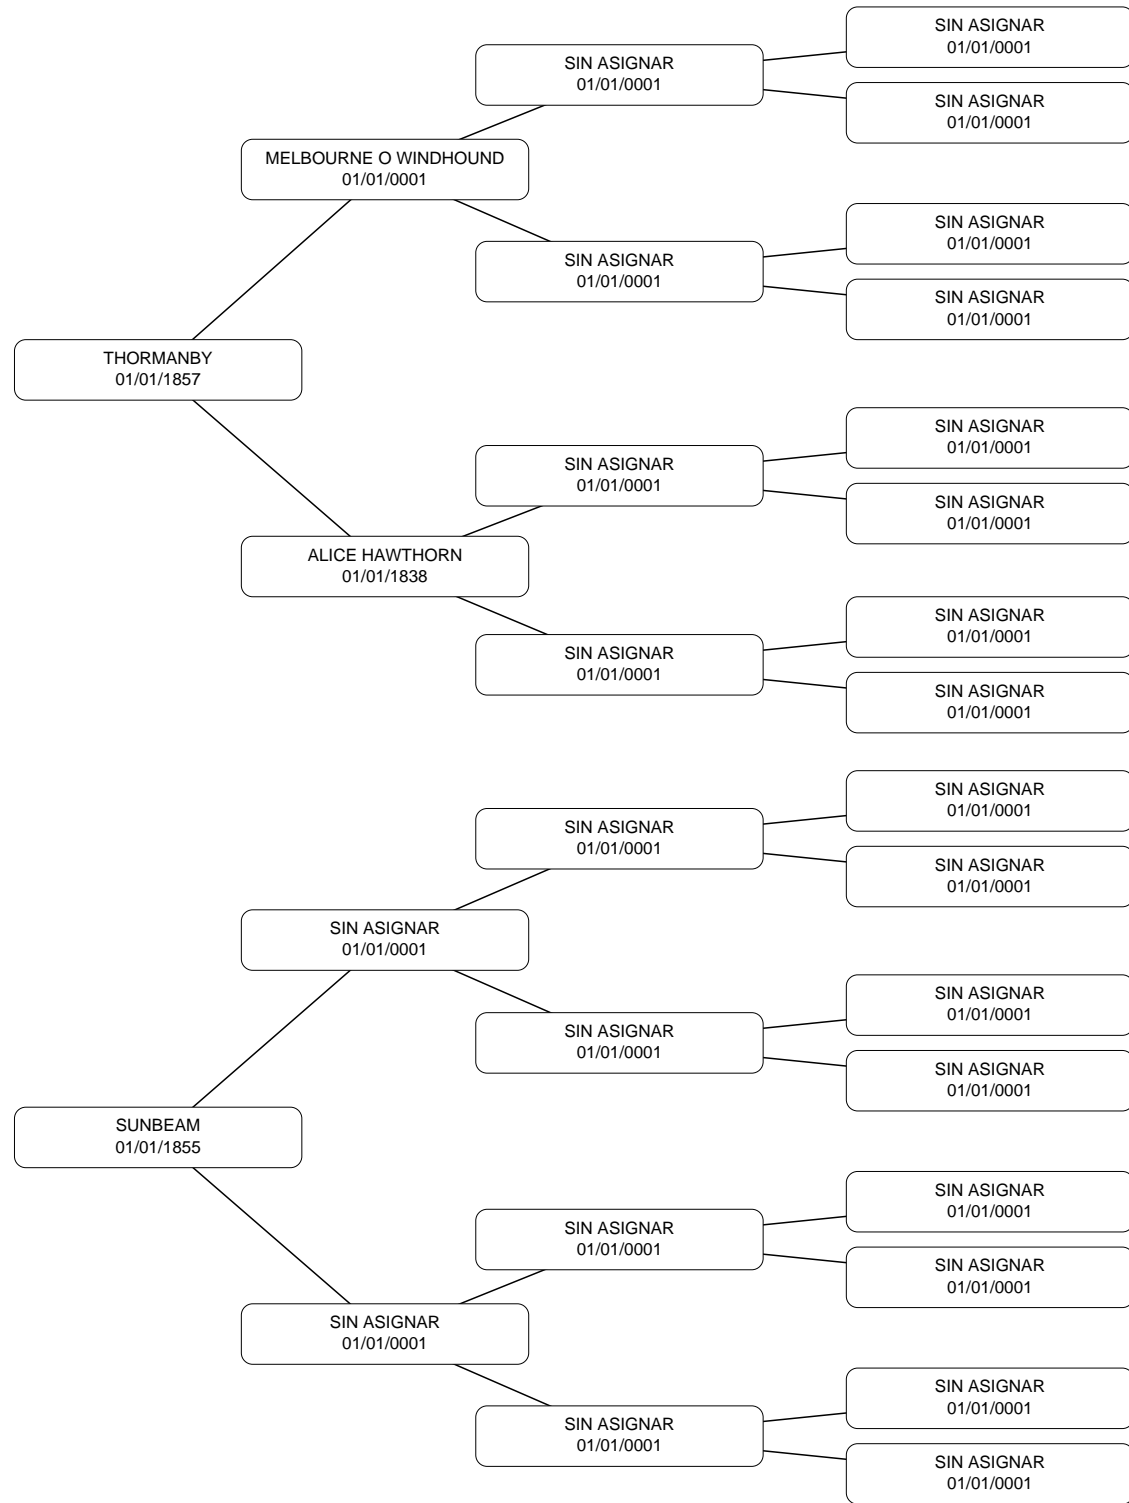 SIN ASIGNAR
01/01/0001
SIN ASIGNAR
01/01/0001
SIN ASIGNAR
01/01/0001
MELBOURNE O WINDHOUND
01/01/0001
SIN ASIGNAR
01/01/0001
SIN ASIGNAR
01/01/0001
SIN ASIGNAR
01/01/0001
THORMANBY
01/01/1857
SIN ASIGNAR
01/01/0001
SIN ASIGNAR
01/01/0001
SIN ASIGNAR
01/01/0001
ALICE HAWTHORN
01/01/1838
SIN ASIGNAR
01/01/0001
SIN ASIGNAR
01/01/0001
SIN ASIGNAR
01/01/0001
SIN ASIGNAR
01/01/0001
SIN ASIGNAR
01/01/0001
SIN ASIGNAR
01/01/0001
SIN ASIGNAR
01/01/0001
SIN ASIGNAR
01/01/0001
SIN ASIGNAR
01/01/0001
SIN ASIGNAR
01/01/0001
SUNBEAM
01/01/1855
SIN ASIGNAR
01/01/0001
SIN ASIGNAR
01/01/0001
SIN ASIGNAR
01/01/0001
SIN ASIGNAR
01/01/0001
SIN ASIGNAR
01/01/0001
SIN ASIGNAR
01/01/0001
SIN ASIGNAR
01/01/0001